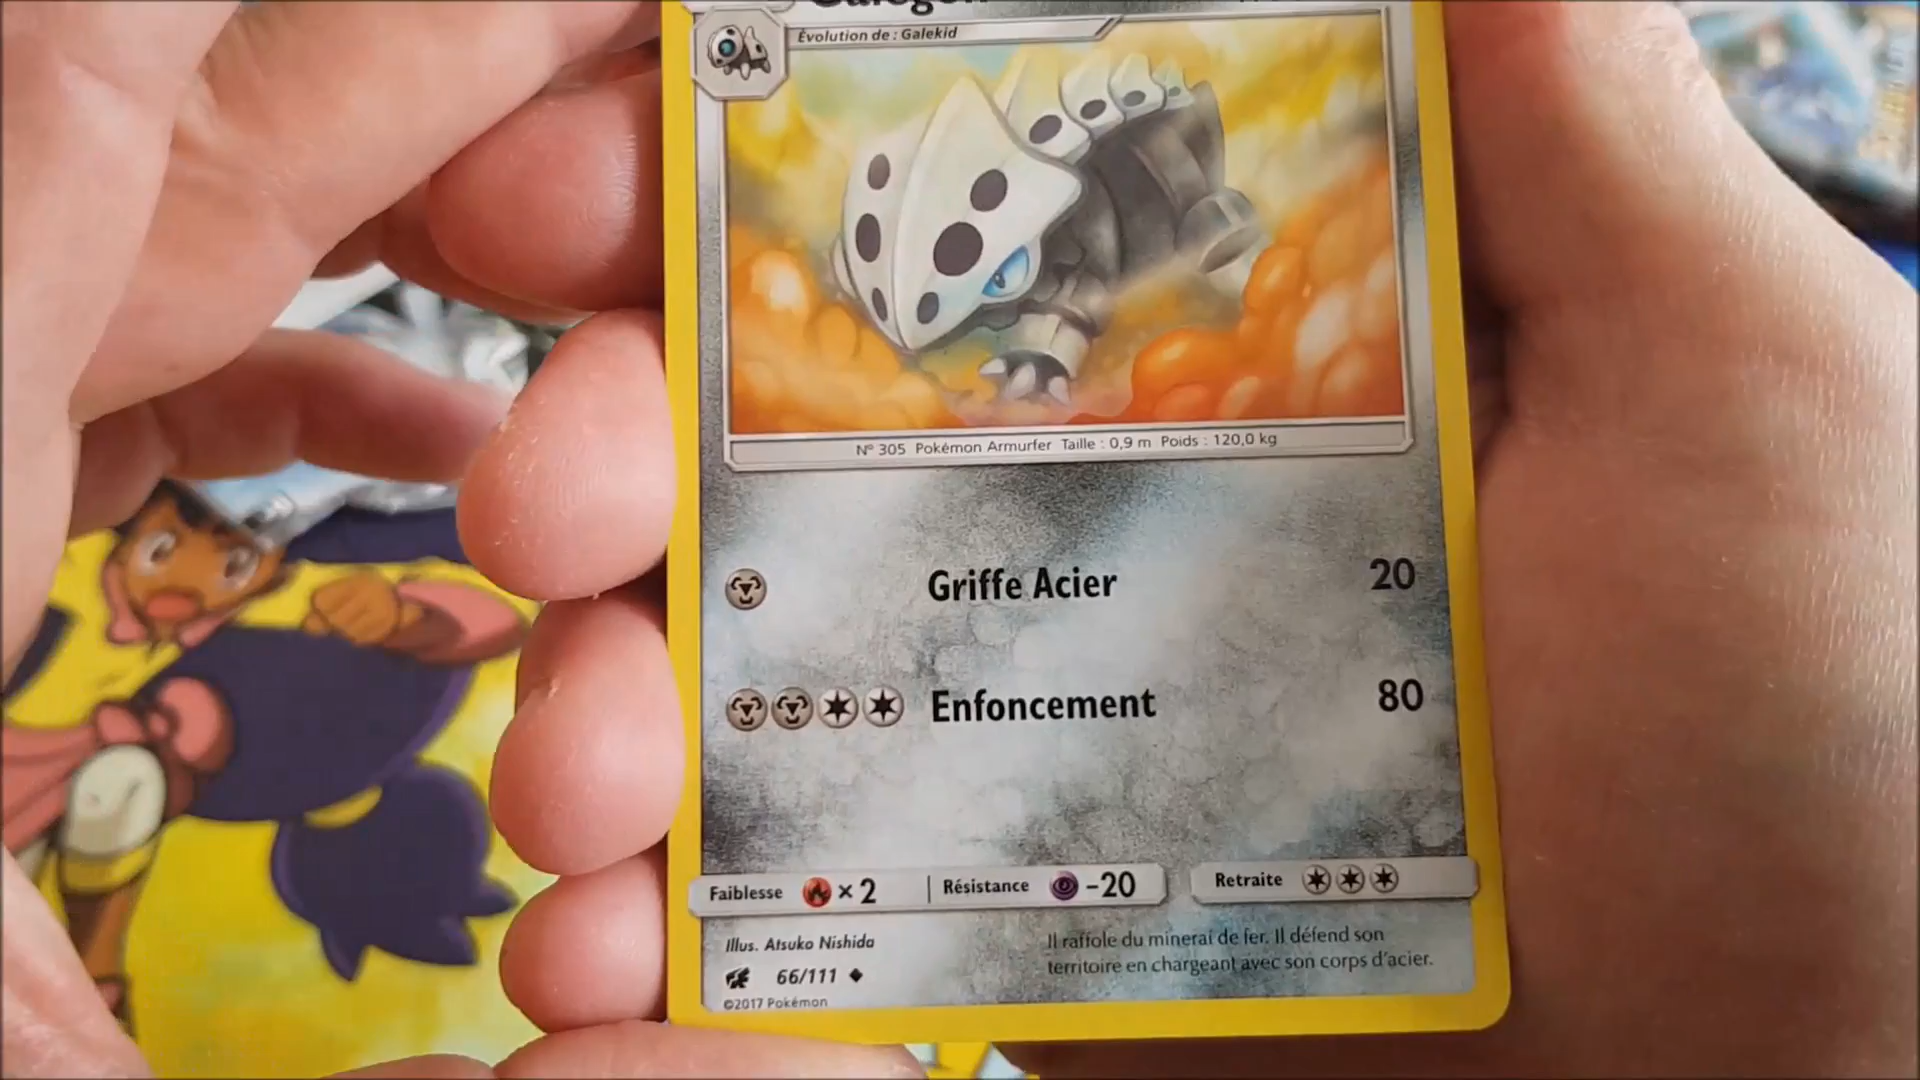 Évolution de : Galekid
Nº 305 Pokémon Armurfer Taille : 0,9 m Poids : 120,0 kg
Griffe Acier 20
Enfoncement 80
Faiblesse ×2 Résistance -20 Retraite
Illus. Atsuko Nishida
66/111
©2017 Pokémon
Il raffole du minerai de fer. Il défend son
territoire en chargeant avec son corps d'acier.